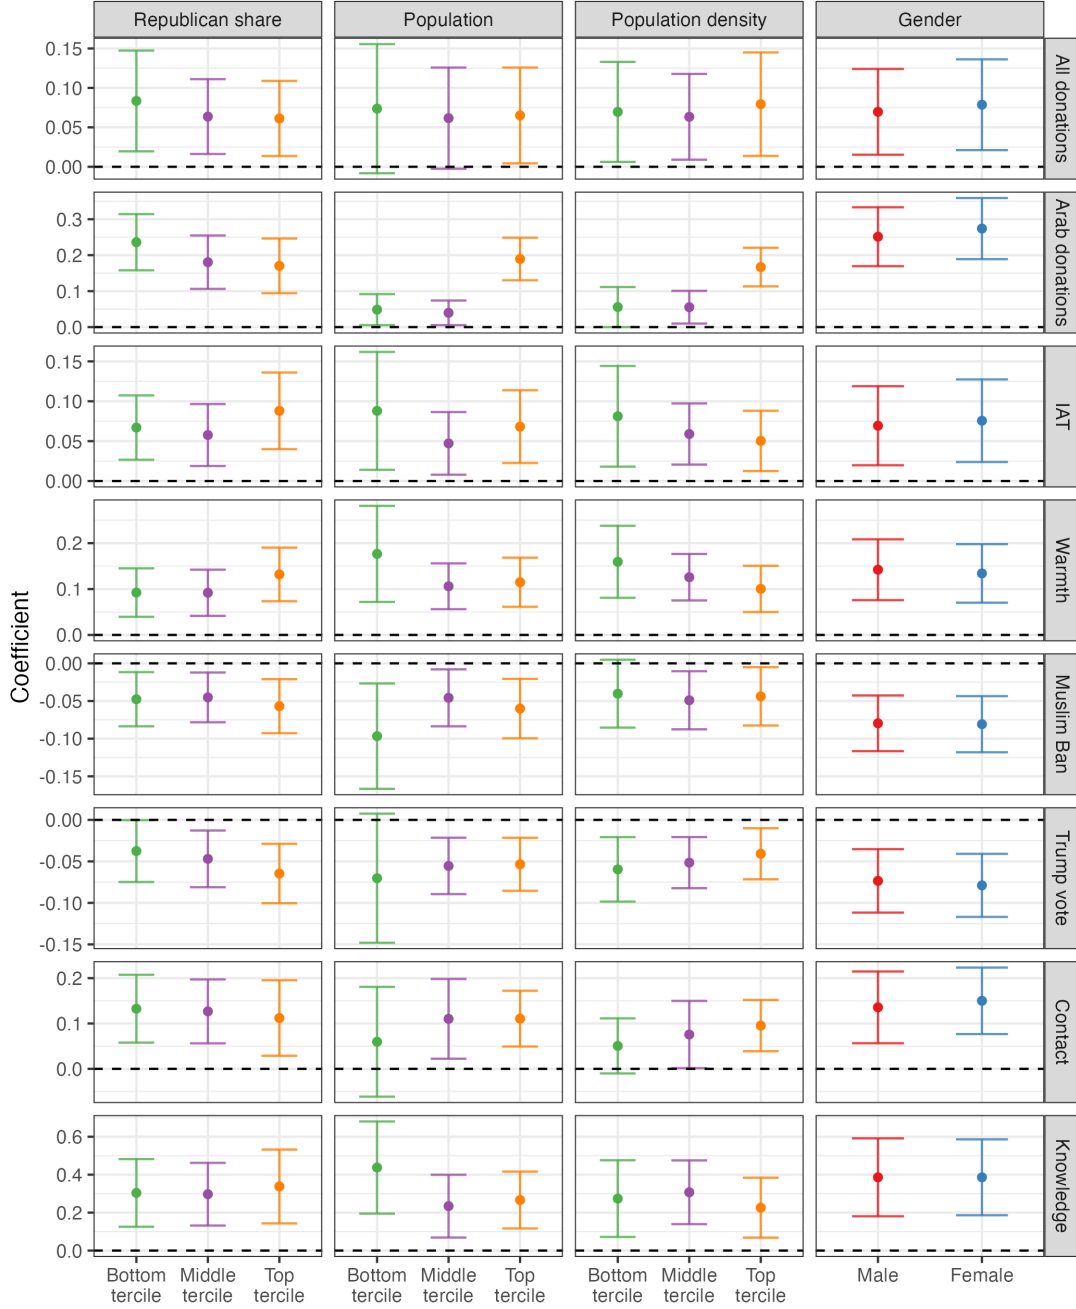 Republican share
Population
Population density
Gender
0.15
0.10
0.05
0.00
All donations
0.3
0.2
0.1
0.0
Arab donations
0.15
0.10
0.05
0.00
IAT
0.2
0.1
0.0
Warmth
Coefficient
0.00
-0.05
-0.10
-0.15
Muslim Ban
0.00
-0.05
-0.10
-0.15
Trump vote
0.2
0.1
0.0
Contact
0.6
0.4
0.2
0.0
Knowledge
Bottom tercile
Middle tercile
Top tercile
Bottom tercile
Middle tercile
Top tercile
Bottom tercile
Middle tercile
Top tercile
Male
Female